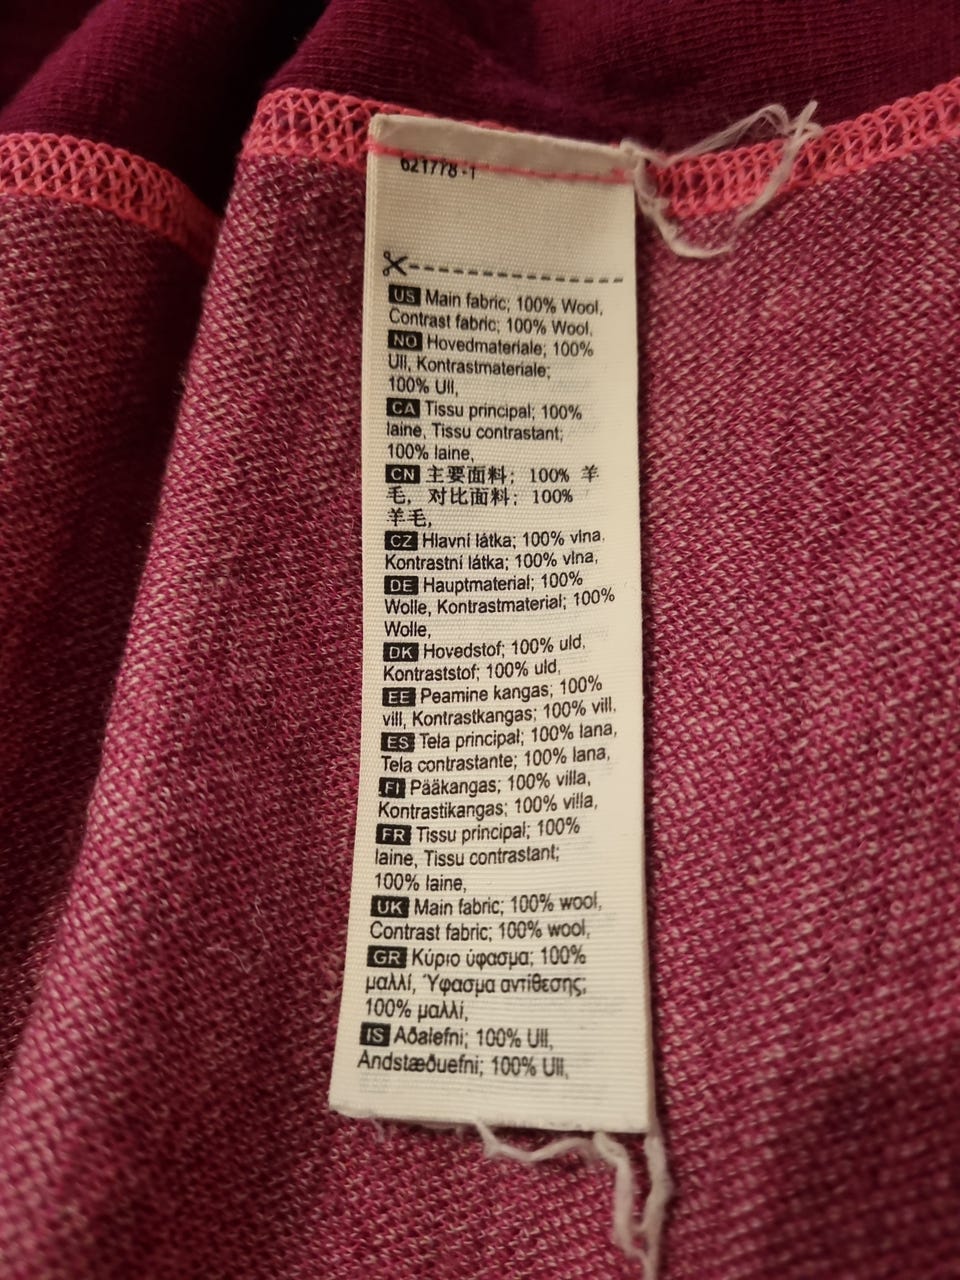 621778-1
US Main fabric; 100% Wool,
Contrast fabric; 100% Wool,
NO Hovedmateriale; 100%
Ull, Kontrastmateriale;
100% Ull,
CA Tissu principal; 100%
laine, Tissu contrastant;
100% laine,
CN 主要面料; 100% 羊
毛, 对比面料; 100%
羊毛,
CZ Hlavní látka; 100% vlna,
Kontrastní látka; 100% vlna,
DE Hauptmaterial; 100%
Wolle, Kontrastmaterial; 100%
Wolle,
DK Hovedstof; 100% uld,
Kontraststof; 100% uld,
EE Peamine kangas; 100%
vill, Kontrastkangas; 100% vill,
ES Tela principal; 100% lana,
Tela contrastante; 100% lana,
FI Pääkangas; 100% villa,
Kontrastikangas; 100% villa,
FR Tissu principal; 100%
laine, Tissu contrastant;
100% laine,
UK Main fabric; 100% wool,
Contrast fabric; 100% wool,
GR Κύριο ύφασμα; 100%
μαλλί, Ύφασμα αντίθεσης;
100% μαλλί,
IS Aðalefni; 100% Ull,
Andstæðuefni; 100% Ull,